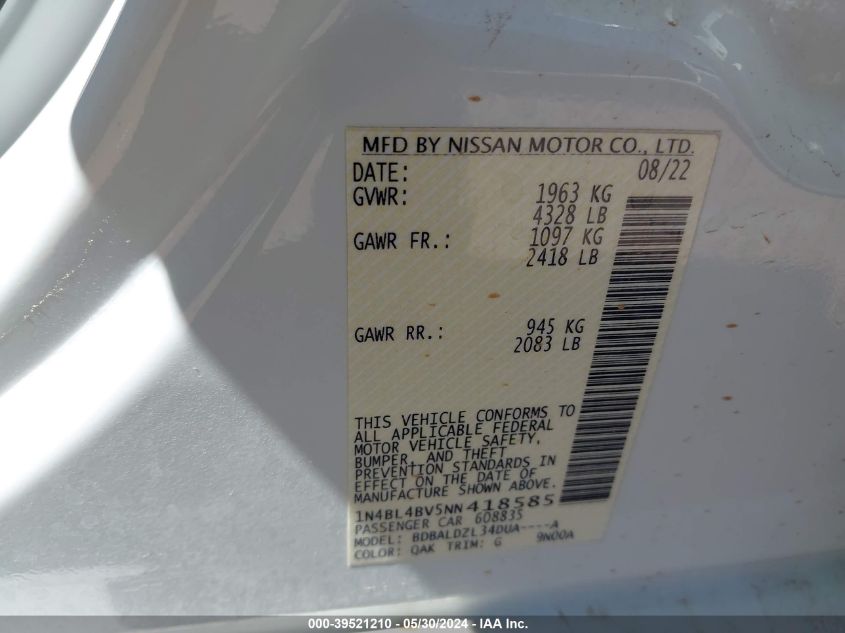 MFD BY NISSAN MOTOR CO., LTD.
DATE: 08/22
GVWR: 1963 KG
4328 LB
GAWR FR.: 1097 KG
2418 LB
GAWR RR.: 945 KG
2083 LB
THIS VEHICLE CONFORMS TO
ALL APPLICABLE FEDERAL
MOTOR VEHICLE SAFETY,
BUMPER, AND THEFT
PREVENTION STANDARDS IN
EFFECT ON THE DATE OF
MANUFACTURE SHOWN ABOVE.
1N4BL4BV5NN418585
PASSENGER CAR 608835
MODEL: BDBALDZL34DUA----A
COLOR: QAK TRIM: G 9N00A
000-39521210 - 05/30/2024 - IAA Inc.